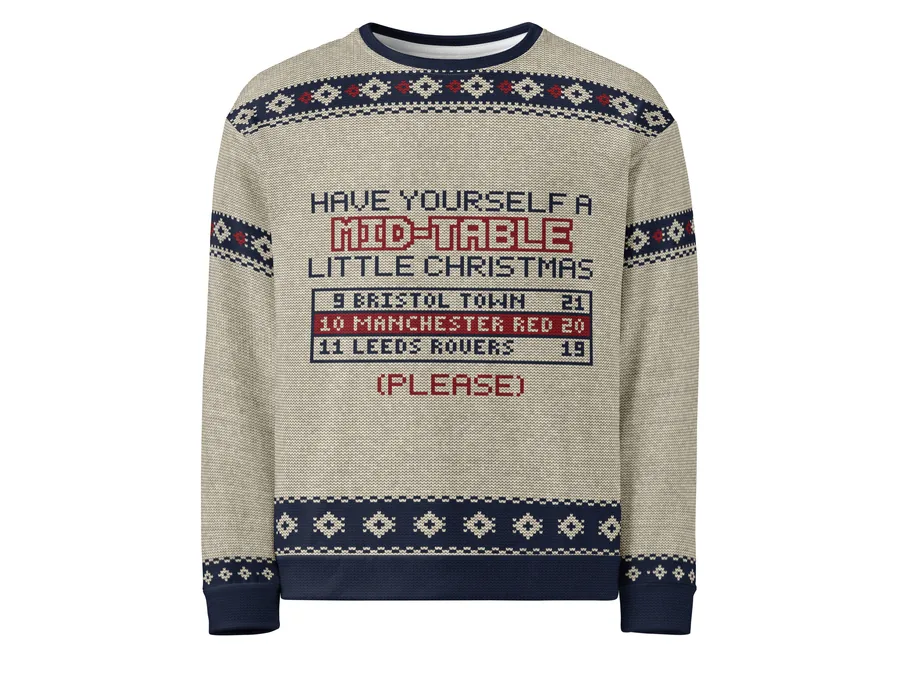 HAVE YOURSELF A
MID-TABLE
LITTLE CHRISTMAS
9 BRISTOL TOWN 21
10 MANCHESTER RED 20
11 LEEDS ROVERS 19
(PLEASE)